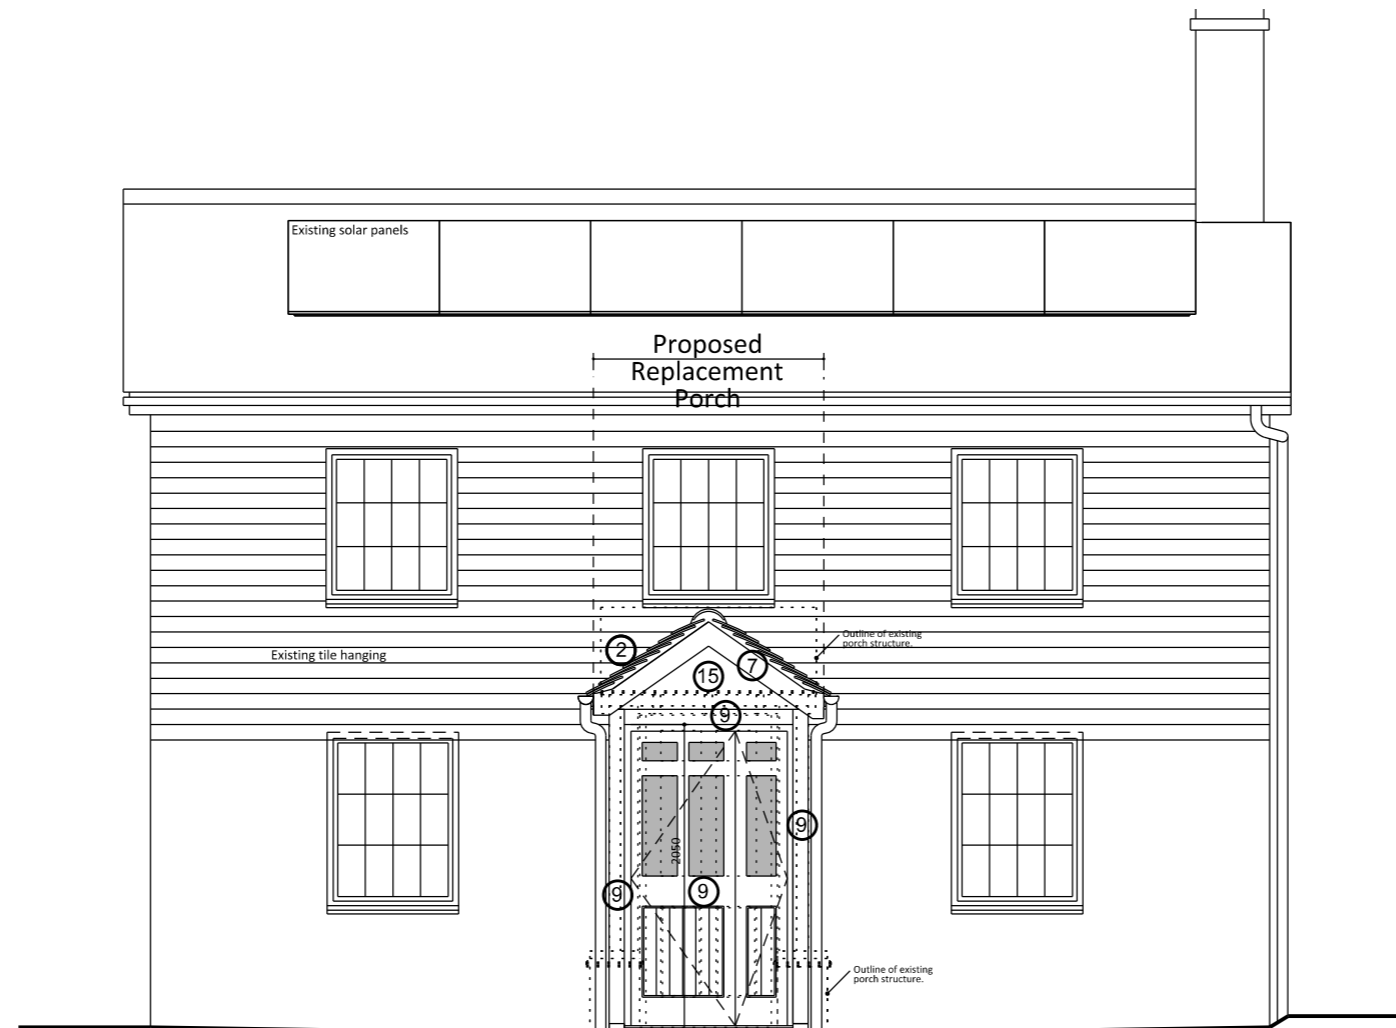 Existing solar panels
Proposed
Replacement
Porch
Outline of existing
porch structure.
2
Existing tile hanging
7
15
9
9
2050
9
9
Outline of existing
porch structure.